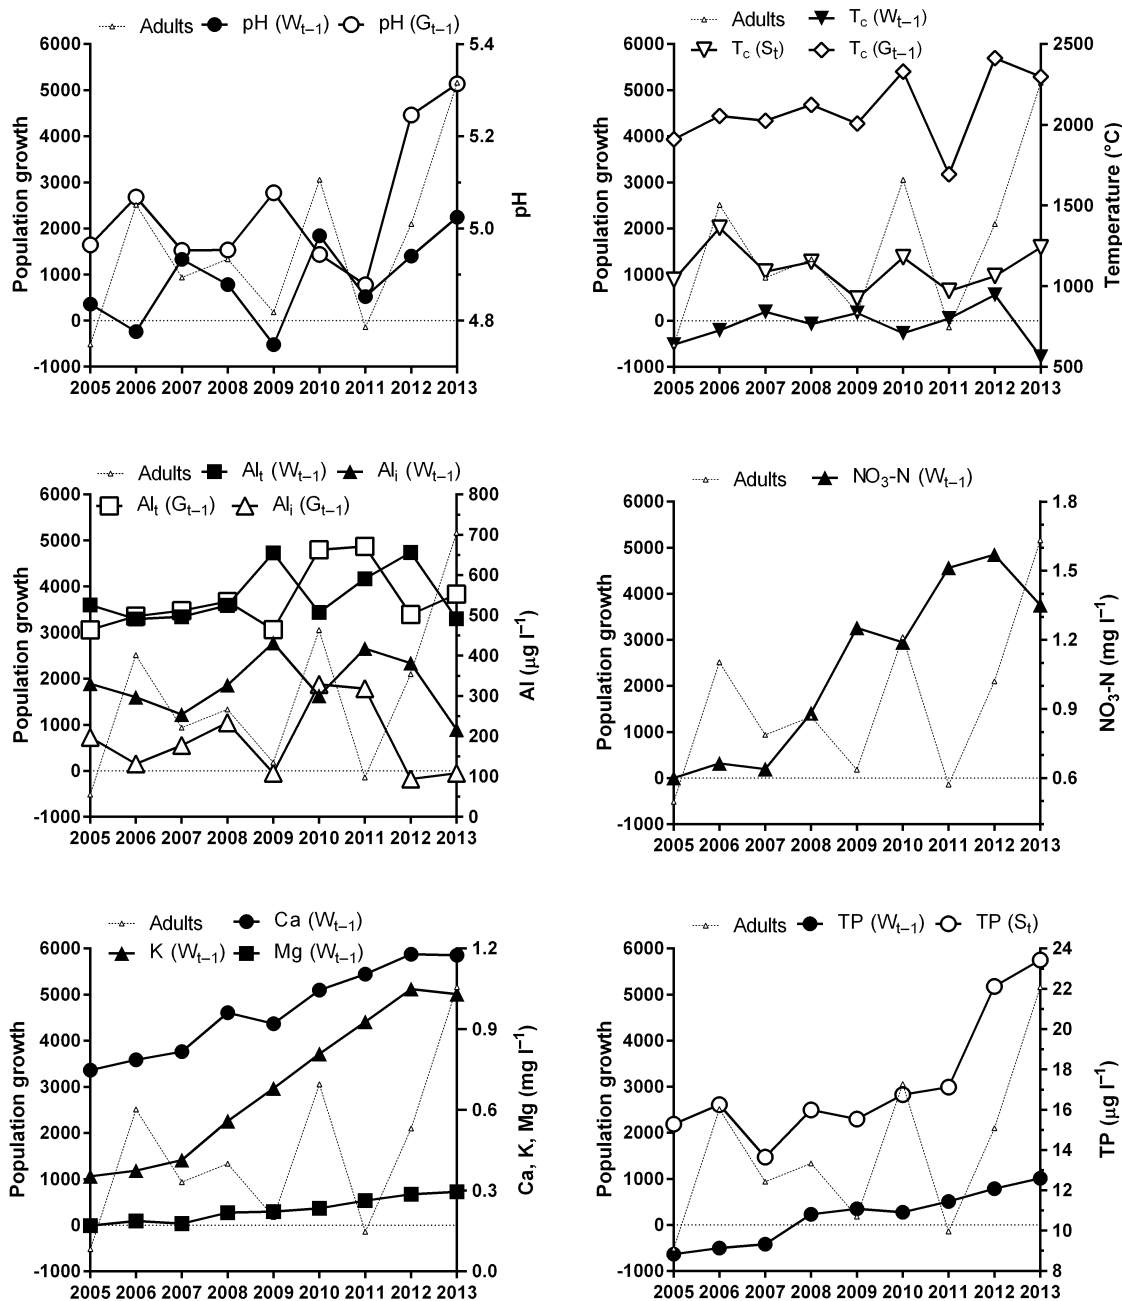 Adults pH (Wt–1) pH (Gt–1)
6000 5.4
5000
5.2
4000
3000
2000 5.0
1000
0 4.8
-1000
2005 2006 2007 2008 2009 2010 2011 2012 2013
Population growth
pH
Adults Tc (Wt–1)
Tc (St) Tc (Gt–1)
6000 2500
5000
2000
4000
3000
1500
2000
1000 1000
0
-1000 500
2005 2006 2007 2008 2009 2010 2011 2012 2013
Population growth
Temperature (°C)
Adults Alt (Wt–1) Ali (Wt–1)
Alt (Gt–1) Ali (Gt–1)
6000 800
700
5000
600
4000
500
3000
400
2000
300
1000 200
0 100
-1000 0
2005 2006 2007 2008 2009 2010 2011 2012 2013
Population growth
Al (µg l–1)
Adults NO3-N (Wt–1)
6000 1.8
5000
1.5
4000
3000 1.2
2000
0.9
1000
0 0.6
-1000
2005 2006 2007 2008 2009 2010 2011 2012 2013
Population growth
NO3-N (mg l–1)
Adults Ca (Wt–1)
K (Wt–1) Mg (Wt–1)
6000 1.2
5000
0.9
4000
3000
0.6
2000
1000 0.3
0
-1000 0.0
2005 2006 2007 2008 2009 2010 2011 2012 2013
Population growth
Ca, K, Mg (mg l–1)
Adults TP (Wt–1) TP (St)
6000 24
22
5000
20
4000
18
3000
16
2000
14
1000 12
0 10
-1000 8
2005 2006 2007 2008 2009 2010 2011 2012 2013
Population growth
TP (µg l–1)